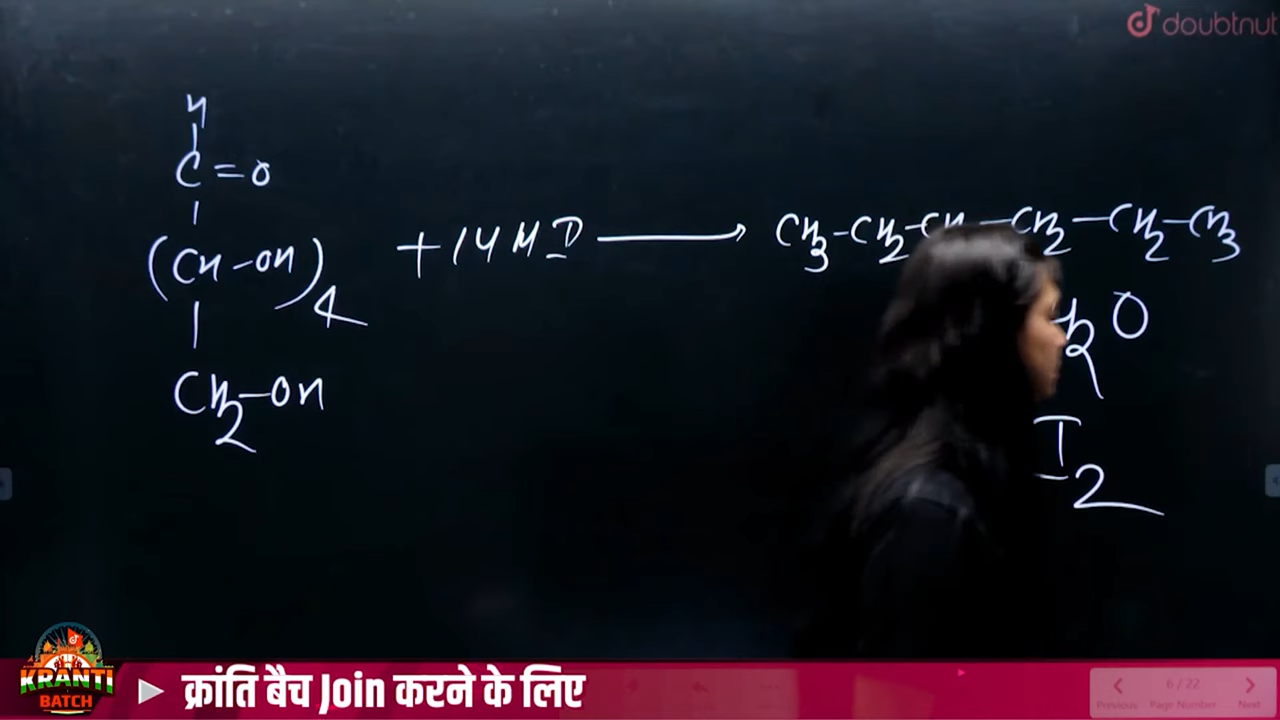 doubtnut
H
C=O
(CH-OH)4
CH2-OH
+14HI
CH3-CH2-CH-CH2-CH2-CH3
H2O
I2
KRANTI
BATCH
क्रांति बैच Join करने के लिए
6 / 22
Previous Page Number Next